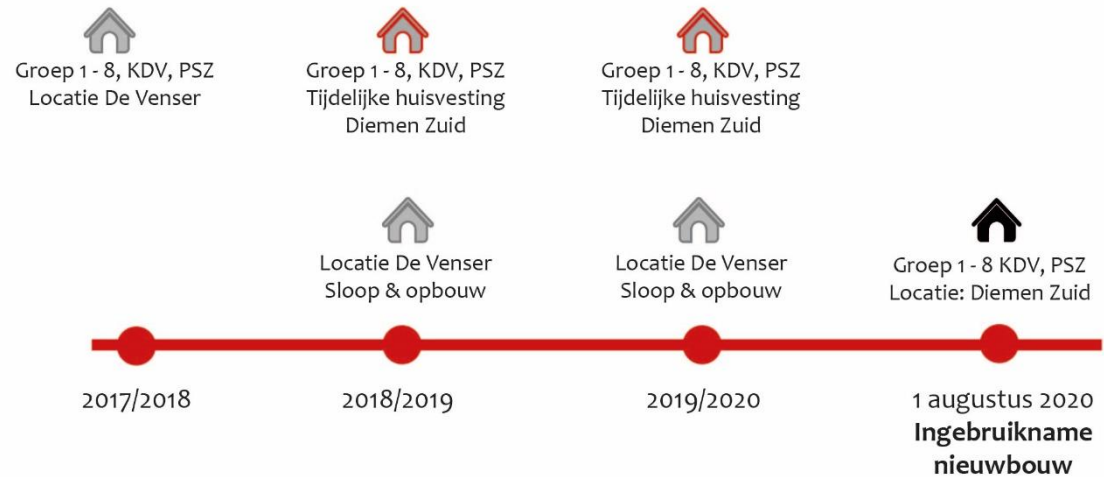 Groep 1 - 8, KDV, PSZ
Locatie De Venser
Groep 1 - 8, KDV, PSZ
Tijdelijke huisvesting
Diemen Zuid
Groep 1 - 8, KDV, PSZ
Tijdelijke huisvesting
Diemen Zuid
Locatie De Venser
Sloop & opbouw
Locatie De Venser
Sloop & opbouw
Groep 1 - 8 KDV, PSZ
Locatie: Diemen Zuid
2017/2018
2018/2019
2019/2020
1 augustus 2020
Ingebruikname
nieuwbouw